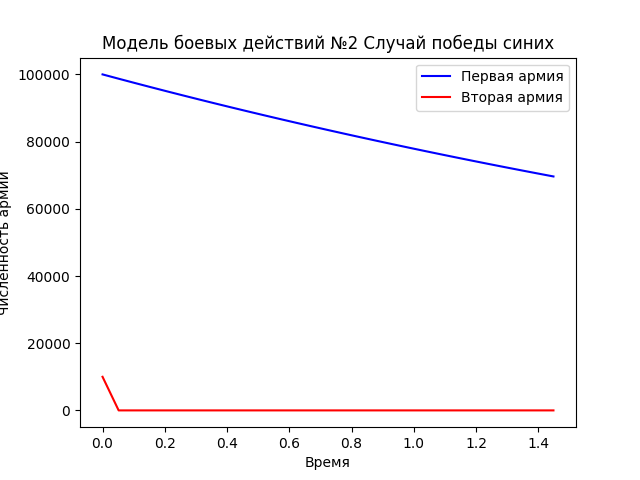 Модель боевых действий №2 Случай победы синих
Первая армия
Вторая армия
Численность армии
100000
80000
60000
40000
20000
0
0.0 0.2 0.4 0.6 0.8 1.0 1.2 1.4
Время